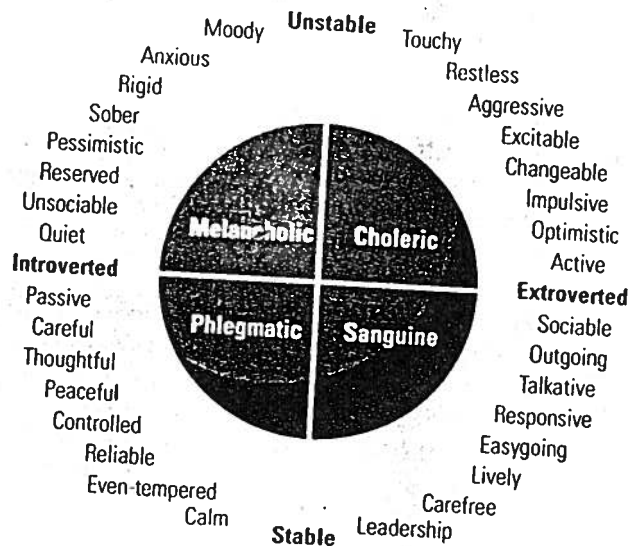 Unstable
Moody
Anxious
Rigid
Sober
Pessimistic
Reserved
Unsociable
Quiet
Introverted
Passive
Careful
Thoughtful
Peaceful
Controlled
Reliable
Even-tempered
Calm
Stable
Touchy
Restless
Aggressive
Excitable
Changeable
Impulsive
Optimistic
Active
Extroverted
Sociable
Outgoing
Talkative
Responsive
Easygoing
Lively
Carefree
Leadership
Melancholic
Choleric
Phlegmatic
Sanguine